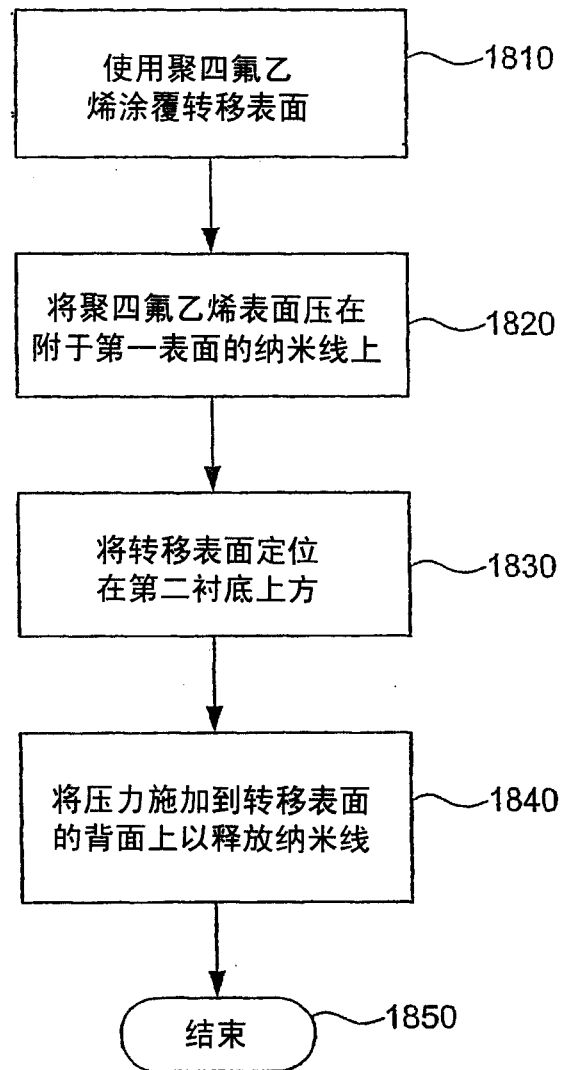 使用聚四氟乙
烯涂覆转移表面
1810
将聚四氟乙烯表面压在
附于第一表面的纳米线上
1820
将转移表面定位
在第二衬底上方
1830
将压力施加到转移表面
的背面上以释放纳米线
1840
结束
1850